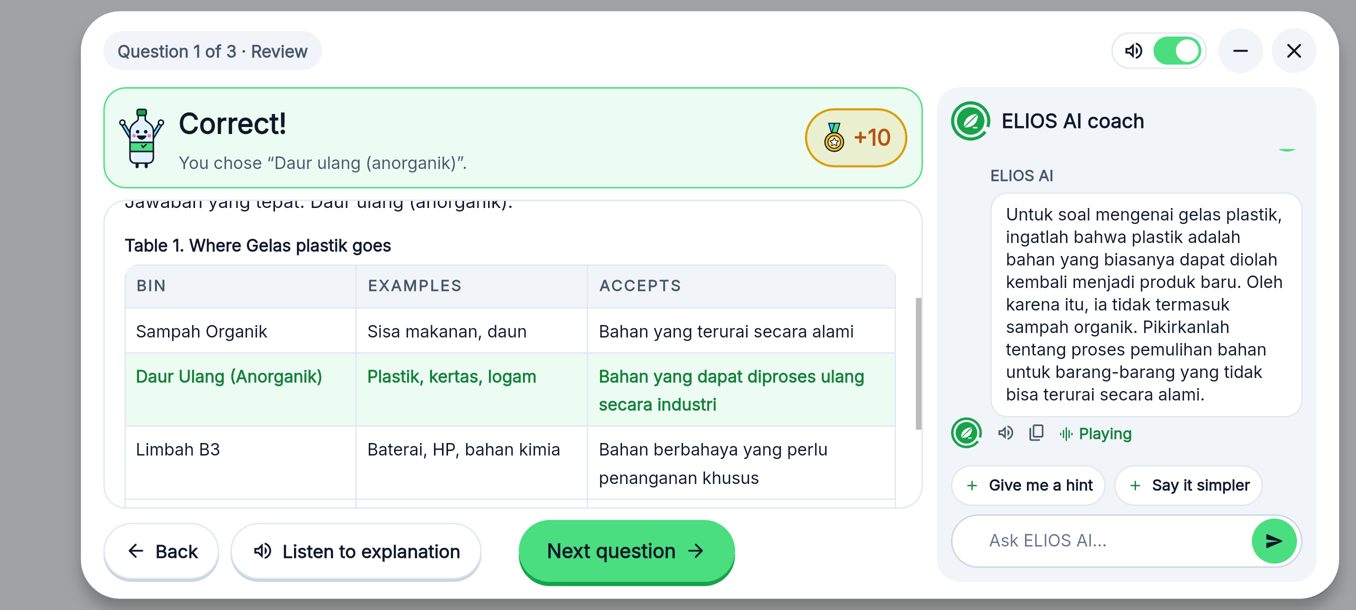 Question 1 of 3 · Review
Correct!
You chose “Daur ulang (anorganik)”.
+10
Jawaban yang tepat: Daur ulang (anorganik).
Table 1. Where Gelas plastik goes
BIN EXAMPLES ACCEPTS
Sampah Organik Sisa makanan, daun Bahan yang terurai secara alami
Daur Ulang (Anorganik) Plastik, kertas, logam Bahan yang dapat diproses ulang
secara industri
Limbah B3 Baterai, HP, bahan kimia Bahan berbahaya yang perlu
penanganan khusus
← Back
Listen to explanation
Next question →
ELIOS AI coach
ELIOS AI
Untuk soal mengenai gelas plastik,
ingatlah bahwa plastik adalah
bahan yang biasanya dapat diolah
kembali menjadi produk baru. Oleh
karena itu, ia tidak termasuk
sampah organik. Pikirkanlah
tentang proses pemulihan bahan
untuk barang-barang yang tidak
bisa terurai secara alami.
Playing
+ Give me a hint
+ Say it simpler
Ask ELIOS AI...